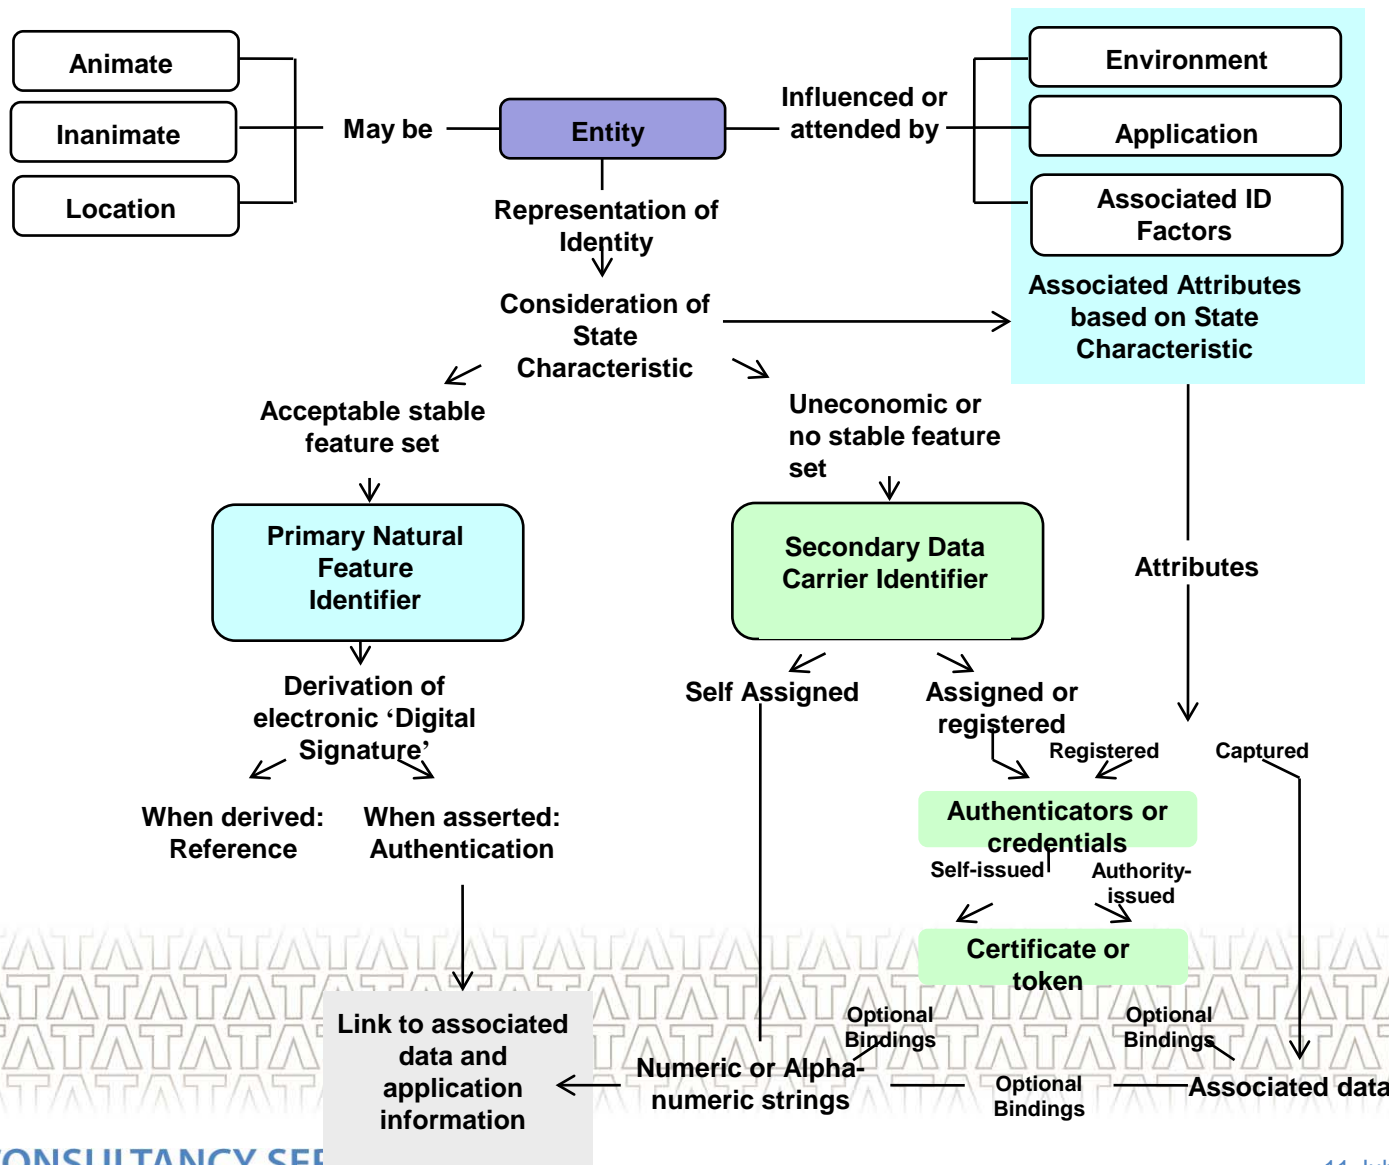 Animate
Inanimate
Location
May be
Entity
Influenced or
attended by
Environment
Application
Associated ID
Factors
Associated Attributes
based on State
Characteristic
Representation of
Identity
Consideration of
State
Characteristic
Acceptable stable
feature set
Uneconomic or
no stable feature
set
Primary Natural
Feature
Identifier
Secondary Data
Carrier Identifier
Attributes
Derivation of
electronic ‘Digital
Signature’
Self Assigned
Assigned or
registered
Registered
Captured
When derived:
Reference
When asserted:
Authentication
Authenticators or
credentials
Self-issued
Authority-
issued
Certificate or
token
Link to associated
data and
application
information
Numeric or Alpha-
numeric strings
Optional
Bindings
Optional
Bindings
Optional
Bindings
Associated data
CONSULTANCY SER